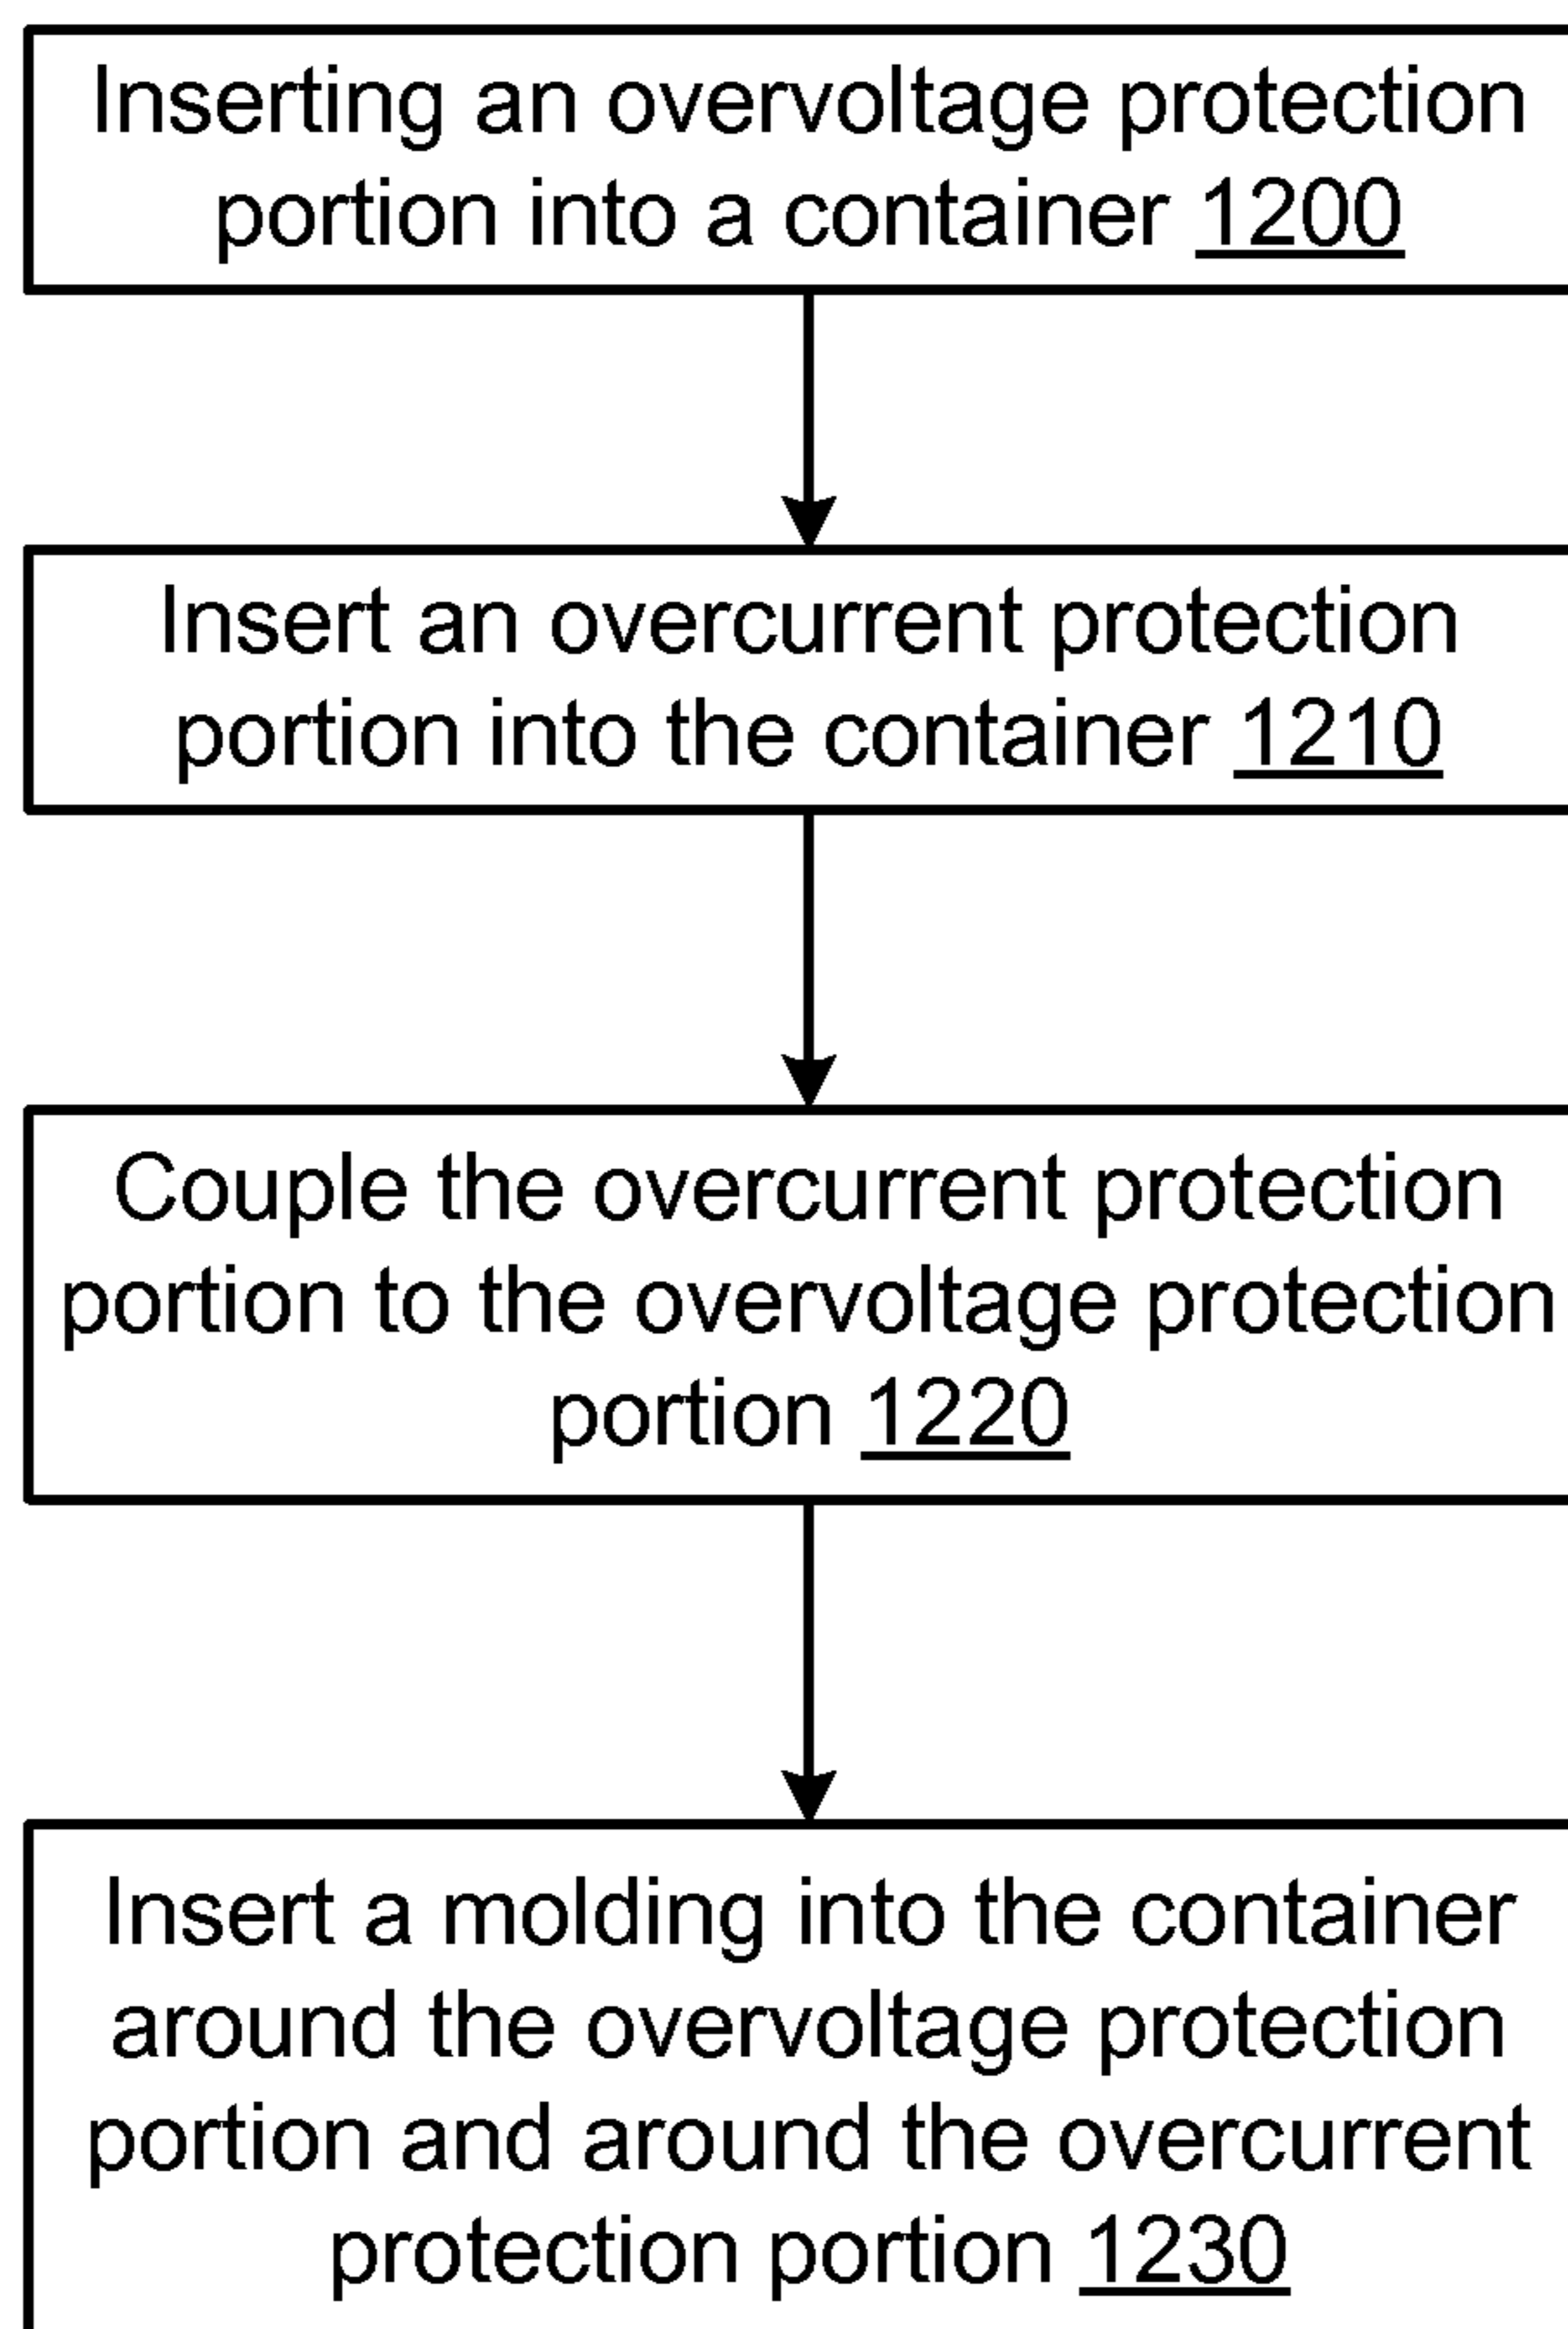 Inserting an overvoltage protection
portion into a container 1200
Insert an overcurrent protection
portion into the container 1210
Couple the overcurrent protection
portion to the overvoltage protection
portion 1220
Insert a molding into the container
around the overvoltage protection
portion and around the overcurrent
protection portion 1230